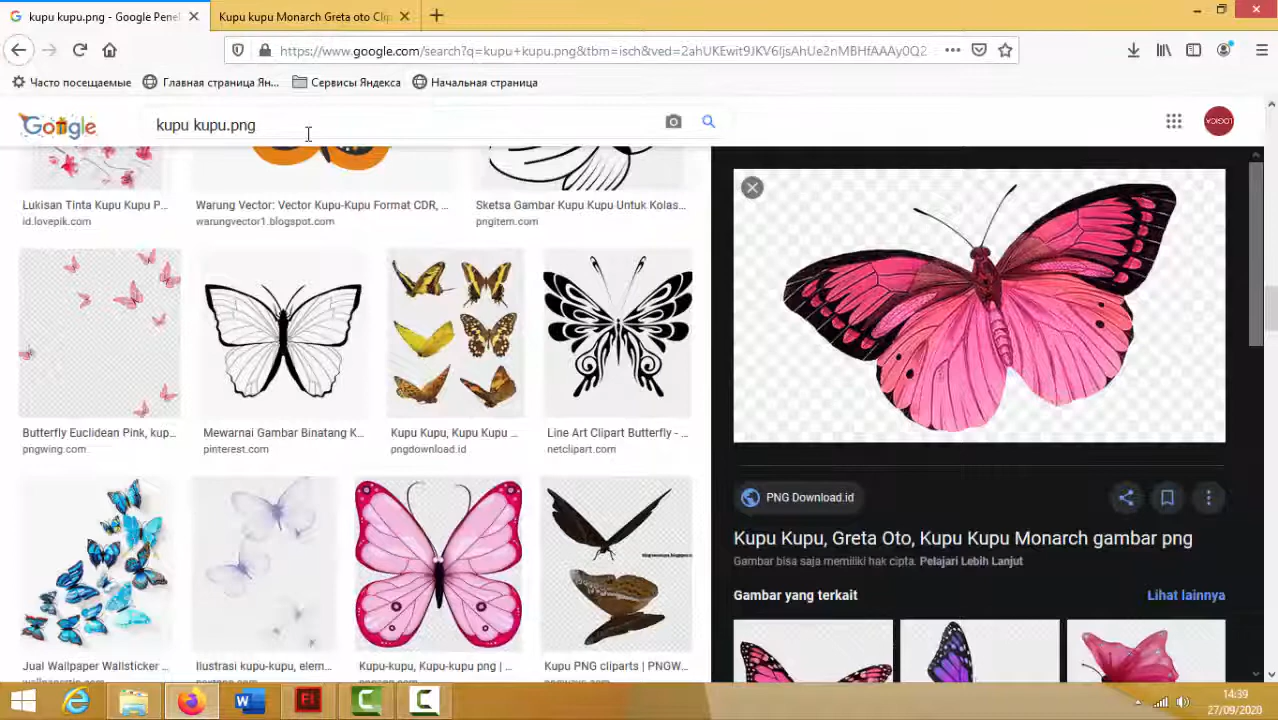 kupu kupu.png - Google Penel
Kupu kupu Monarch Greta oto Clip
https://www.google.com/search?q=kupu+kupu.png&tbm=isch&ved=2ahUKEwit9JKV6IjsAhUe2nMBHfAAAy0Q2
Часто посещаемые
Главная страница Ян...
Сервисы Яндекса
Начальная страница
Google
kupu kupu.png
LOGICA
Lukisan Tinta Kupu Kupu P...
id.lovepik.com
Warung Vector: Vector Kupu-Kupu Format CDR, ...
warungvector1.blogspot.com
Sketsa Gambar Kupu Kupu Untuk Kolas...
pngitem.com
Butterfly Euclidean Pink, kup...
pngwing.com
Mewarnai Gambar Binatang K...
pinterest.com
Kupu Kupu, Kupu Kupu ...
pngdownload.id
Line Art Clipart Butterfly - ...
netclipart.com
PNG Download.id
Kupu Kupu, Greta Oto, Kupu Kupu Monarch gambar png
Gambar bisa saja memiliki hak cipta. Pelajari Lebih Lanjut
Gambar yang terkait
Lihat lainnya
Jual Wallpaper Wallsticker ...
Ilustrasi kupu-kupu, elem...
Kupu-kupu, Kupu-kupu png | ...
Kupu PNG cliparts | PNGW...
14:39
27/09/2020